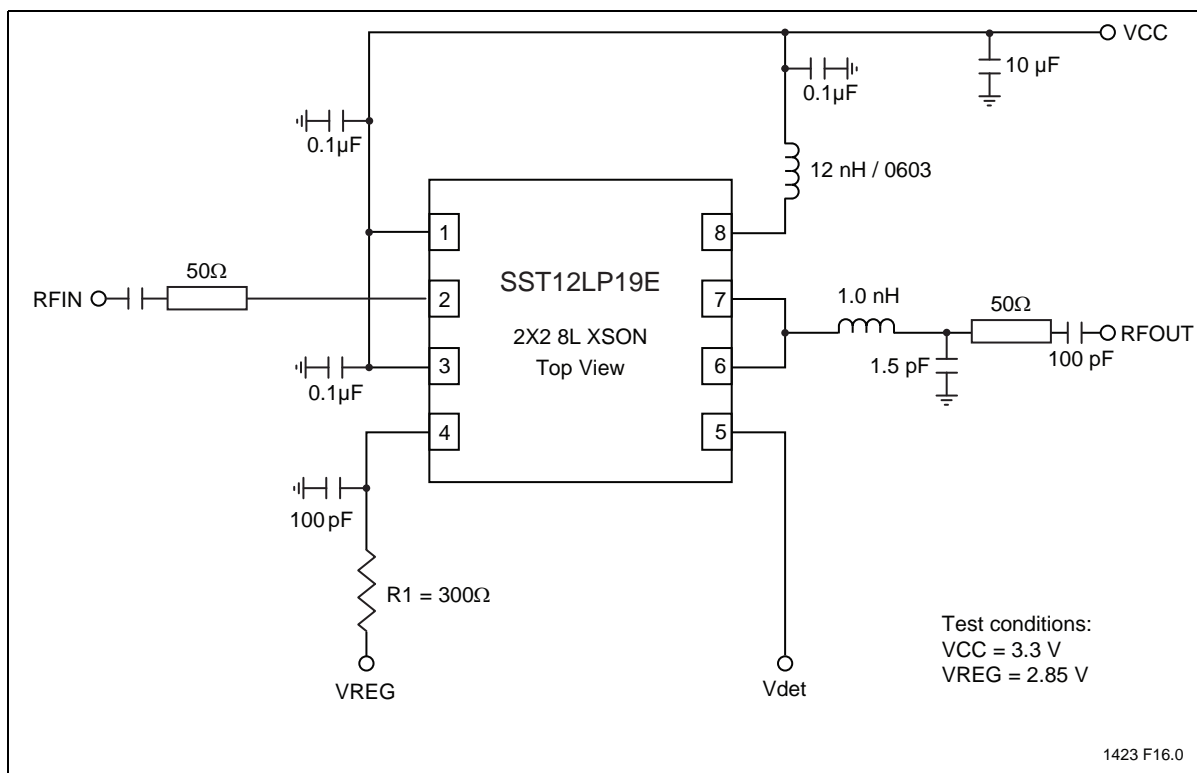 VCC
10 µF
0.1µF
0.1µF
12 nH / 0603
1
8
50Ω
SST12LP19E
RFIN
2
7
1.0 nH
50Ω
2X2 8L XSON
RFOUT
Top View
3
6
1.5 pF
100 pF
0.1µF
4
5
100 pF
R1 = 300Ω
Test conditions:
VCC = 3.3 V
VREG = 2.85 V
VREG
Vdet
1423 F16.0